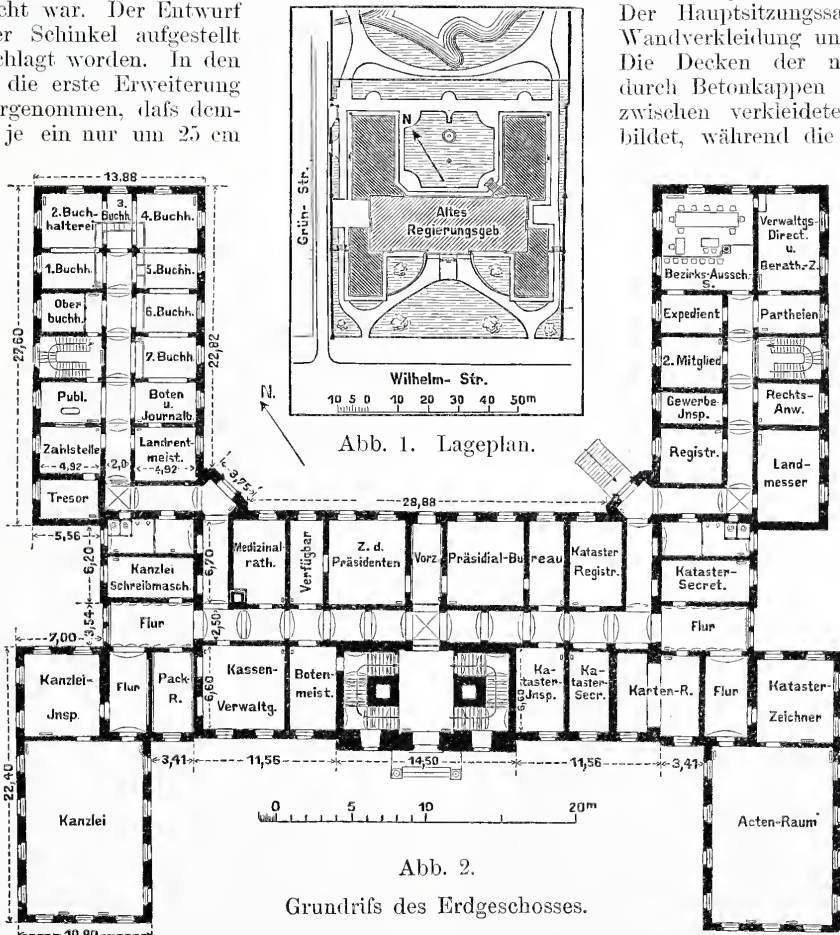 cht war. Der Entwurf
er Schinkel aufgestellt
chlagt worden. In den
die erste Erweiterung
rgenommen, dafs dem-
je ein nur um 25 cm
Der Hauptsitzungssa
Wandverkleidung un
Die Decken der n
durch Betonkappen
zwischen verkleidete
bildet, während die
N
Grün- Str.
Altes
Regierungsgeb.
Wilhelm- Str.
10 5 0 10 20 30 40 50m
Abb. 1. Lageplan.
N.
13.88
2.Buch-
halterei
3.
Buchh.
4.Buchh.
1.Buchh.
5.Buchh.
Ober
buchh.
6.Buchh.
7.Buchh
27,60
22,82
Publ.
Boten
u.
Journalb.
Zahlstelle
4,92
2,0
Landrent-
meist.
4,92
Tresor
3,75
5,56
28,88
Bezirks-Aussch-
S.
Verwaltgs-
Direct.
u.
Berath.-Z.
Expedient
Partheien
2.Mitglied
Gewerbe-
Jnsp.
Rechts-
Anw.
Registr.
Land-
messer
6,20
Kanzlei
Schreibmasch.
6,70
Medizinal-
rath.
Verfügbar
Z. d.
Präsidenten
Vorz.
Präsidial-Bureau
Kataster
Registr.
Kataster-
Secret.
3,54
Flur
2,50
Flur
7,00
Kanzlei-
Jnsp.
Flur
Pack-
R.
6,60
Kassen-
Verwaltg.
Boten-
meist.
6,60
Ka-
taster-
Jnsp.
Ka-
taster-
Secr.
Karten-R.
Flur
Kataster-
Zeichner
22,40
3,41
11,56
14,50
11,56
3,41
Kanzlei
Acten-Raum
0 5 10 20m
Abb. 2.
Grundrifs des Erdgeschosses.
10,80